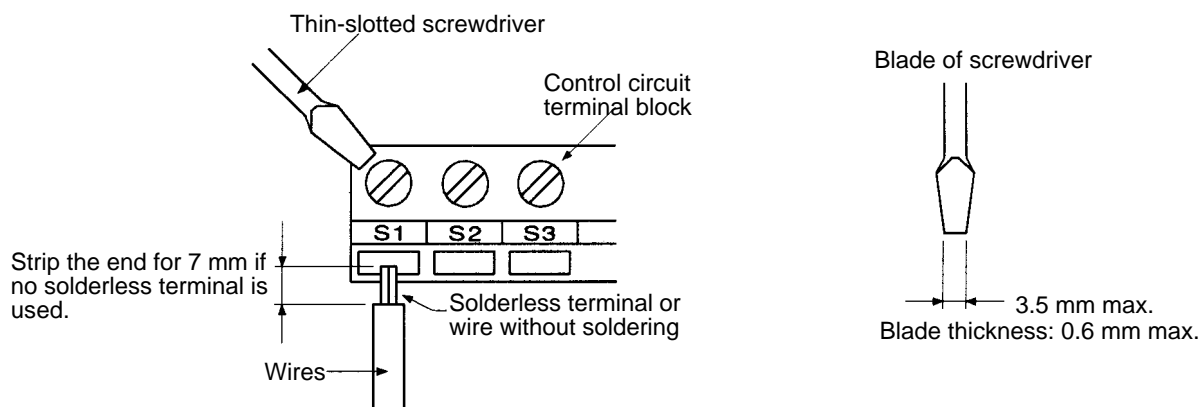 Thin-slotted screwdriver
Control circuit
terminal block
S1 S2 S3
Strip the end for 7 mm if
no solderless terminal is
used.
Solderless terminal or
wire without soldering
Wires
Blade of screwdriver
3.5 mm max.
Blade thickness: 0.6 mm max.